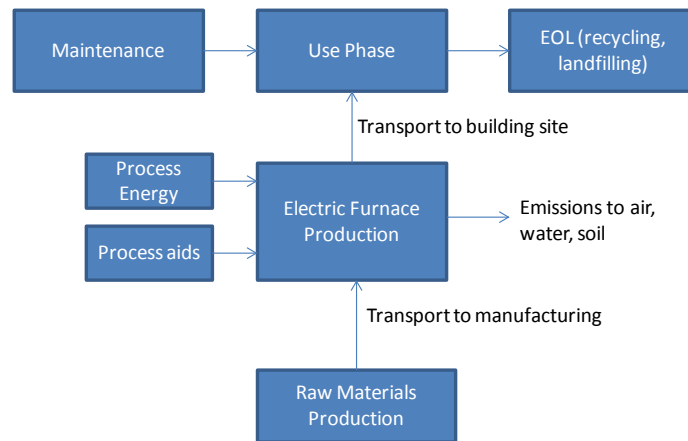 Maintenance
Use Phase
EOL (recycling,
landfilling)
Transport to building site
Process
Energy
Electric Furnace
Production
Emissions to air,
water, soil
Process aids
Transport to manufacturing
Raw Materials
Production